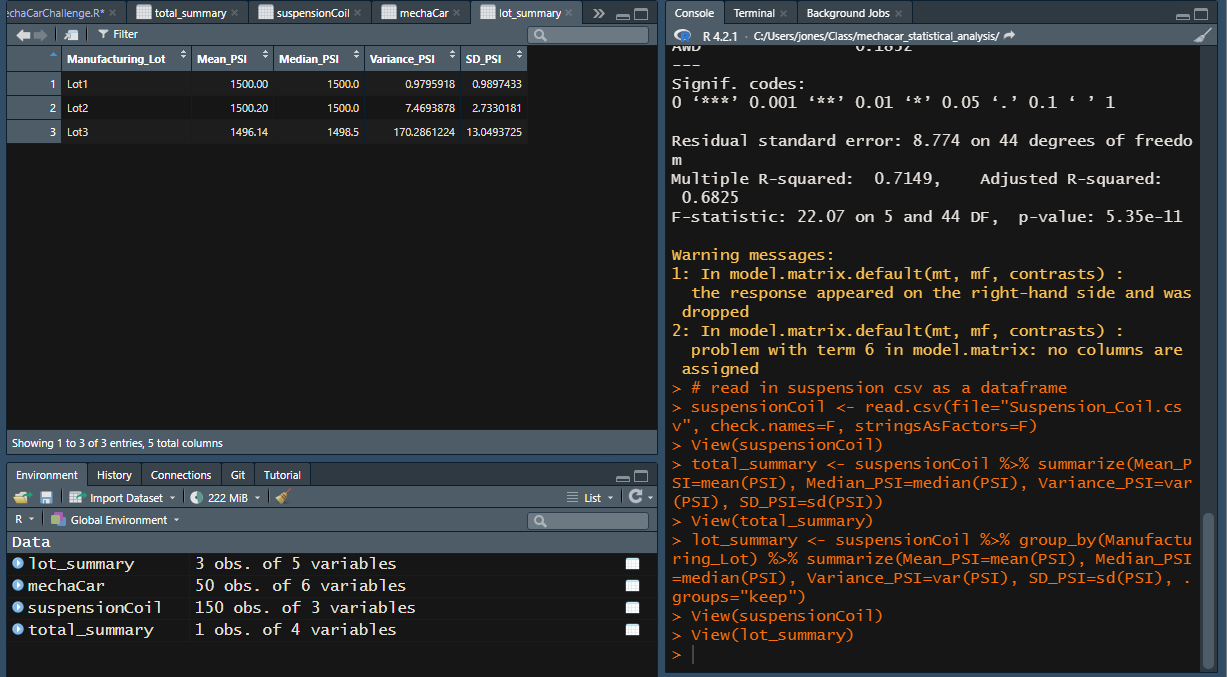 echaCarChallenge.R* total_summary suspensionCoil mechaCar lot_summary
Filter
Manufacturing_Lot Mean_PSI Median_PSI Variance_PSI SD_PSI
1 Lot1 1500.00 1500.0 0.9795918 0.9897433
2 Lot2 1500.20 1500.0 7.4693878 2.7330181
3 Lot3 1496.14 1498.5 170.2861224 13.0493725
Showing 1 to 3 of 3 entries, 5 total columns
Environment History Connections Git Tutorial
Import Dataset 222 MiB List
R Global Environment
Data
lot_summary 3 obs. of 5 variables
mechaCar 50 obs. of 6 variables
suspensionCoil 150 obs. of 3 variables
total_summary 1 obs. of 4 variables
Console Terminal Background Jobs
R 4.2.1 · C:/Users/jones/Class/mechacar_statistical_analysis/
AWD 0.1852
---
Signif. codes:
0 ‘***’ 0.001 ‘**’ 0.01 ‘*’ 0.05 ‘.’ 0.1 ‘ ’ 1
Residual standard error: 8.774 on 44 degrees of freedo
m
Multiple R-squared:  0.7149,    Adjusted R-squared:
 0.6825
F-statistic: 22.07 on 5 and 44 DF,  p-value: 5.35e-11
Warning messages:
1: In model.matrix.default(mt, mf, contrasts) :
  the response appeared on the right-hand side and was
 dropped
2: In model.matrix.default(mt, mf, contrasts) :
  problem with term 6 in model.matrix: no columns are
 assigned
> # read in suspension csv as a dataframe
> suspensionCoil <- read.csv(file="Suspension_Coil.cs
v", check.names=F, stringsAsFactors=F)
> View(suspensionCoil)
> total_summary <- suspensionCoil %>% summarize(Mean_P
SI=mean(PSI), Median_PSI=median(PSI), Variance_PSI=var
(PSI), SD_PSI=sd(PSI))
> View(total_summary)
> lot_summary <- suspensionCoil %>% group_by(Manufactu
ring_Lot) %>% summarize(Mean_PSI=mean(PSI), Median_PSI
=median(PSI), Variance_PSI=var(PSI), SD_PSI=sd(PSI), .
groups="keep")
> View(suspensionCoil)
> View(lot_summary)
>